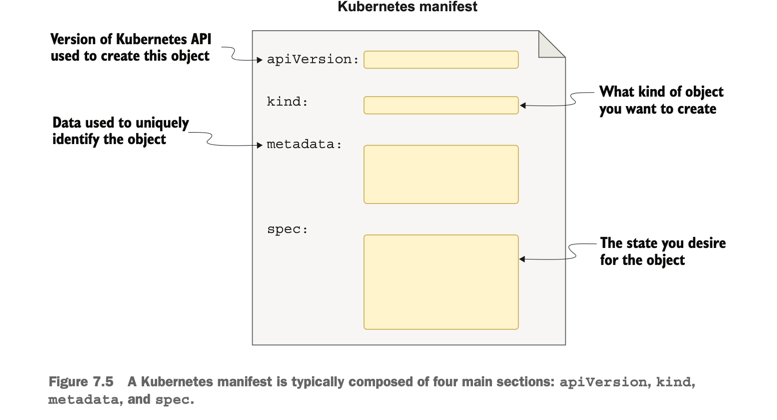 Kubernetes manifest
Version of Kubernetes API
used to create this object
apiVersion:
kind:
What kind of object
you want to create
Data used to uniquely
identify the object
metadata:
spec:
The state you desire
for the object
Figure 7.5 A Kubernetes manifest is typically composed of four main sections: apiVersion, kind,
metadata, and spec.